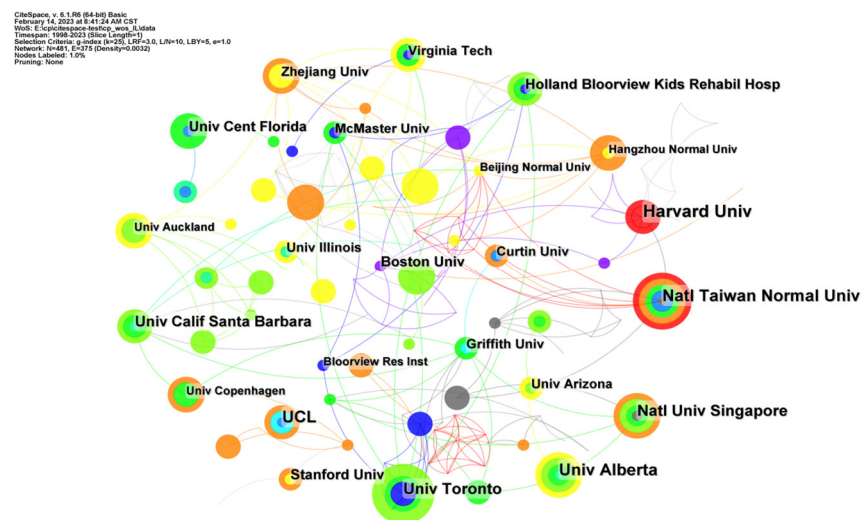 CiteSpace, v. 6.1.R6 (64-bit) Basic
February 14, 2023 at 8:41:24 AM CST
WoS: E:\cp\citespace-test\cp_wos_IL\data
Timespan: 1998-2023 (Slice Length=1)
Selection Criteria: g-index (k=25), LRF=3.0, L/N=10, LBY=5, e=1.0
Network: N=481, E=375 (Density=0.0032)
Nodes Labeled: 1.0%
Pruning: None
Virginia Tech
Zhejiang Univ
Holland Bloorview Kids Rehabil Hosp
Univ Cent Florida
McMaster Univ
Hangzhou Normal Univ
Beijing Normal Univ
Harvard Univ
Univ Auckland
Univ Illinois
Curtin Univ
Boston Univ
Natl Taiwan Normal Univ
Univ Calif Santa Barbara
Griffith Univ
Bloorview Res Inst
Univ Copenhagen
Univ Arizona
UCL
Natl Univ Singapore
Stanford Univ
Univ Alberta
Univ Toronto